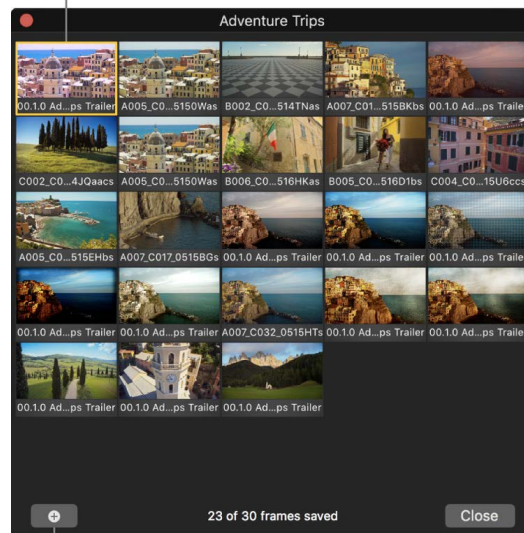 Adventure Trips
00.1.0 Ad...ps Trailer A005_C0...5150Was B002_C0...514TNas A007_C01...515BKbs 00.1.0 Ad...ps Traile
C002_C0...4JQaacs A005_C0...5150Was B006_C0...516HKas B005_C0...516D1bs C004_C0...15U6ccs
A005_C0...515EHbs A007_C017_0515BGs 00.1.0 Ad...ps Trailer 00.1.0 Ad...ps Trailer 00.1.0 Ad...ps Traile
00.1.0 Ad...ps Trailer 00.1.0 Ad...ps Trailer A007_C032_0515HTs 00.1.0 Ad...ps Trailer 00.1.0 Ad...ps Traile
00.1.0 Ad...ps Trailer 00.1.0 Ad...ps Trailer 00.1.0 Ad...ps Trailer
23 of 30 frames saved
Close